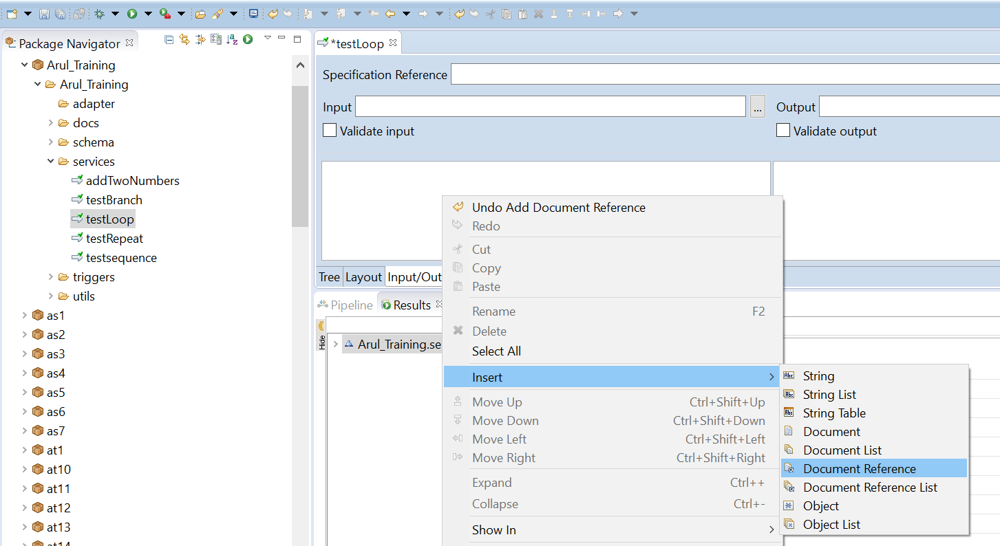 Package Navigator
Arul_Training
Arul_Training
adapter
docs
schema
services
addTwoNumbers
testBranch
testLoop
testRepeat
testsequence
triggers
utils
as1
as2
as3
as4
as5
as6
as7
at1
at10
at11
at12
at13
at14
*testLoop
Specification Reference
Input
...
Output
Validate input
Validate output
Tree Layout Input/Out
Pipeline Results
Hide
Arul_Training.se
Undo Add Document Reference
Redo
Cut
Copy
Paste
Rename F2
Delete
Select All
Insert
Move Up Ctrl+Shift+Up
Move Down Ctrl+Shift+Down
Move Left Ctrl+Shift+Left
Move Right Ctrl+Shift+Right
Expand Ctrl++
Collapse Ctrl+-
Show In
String
String List
String Table
Document
Document List
Document Reference
Document Reference List
Object
Object List